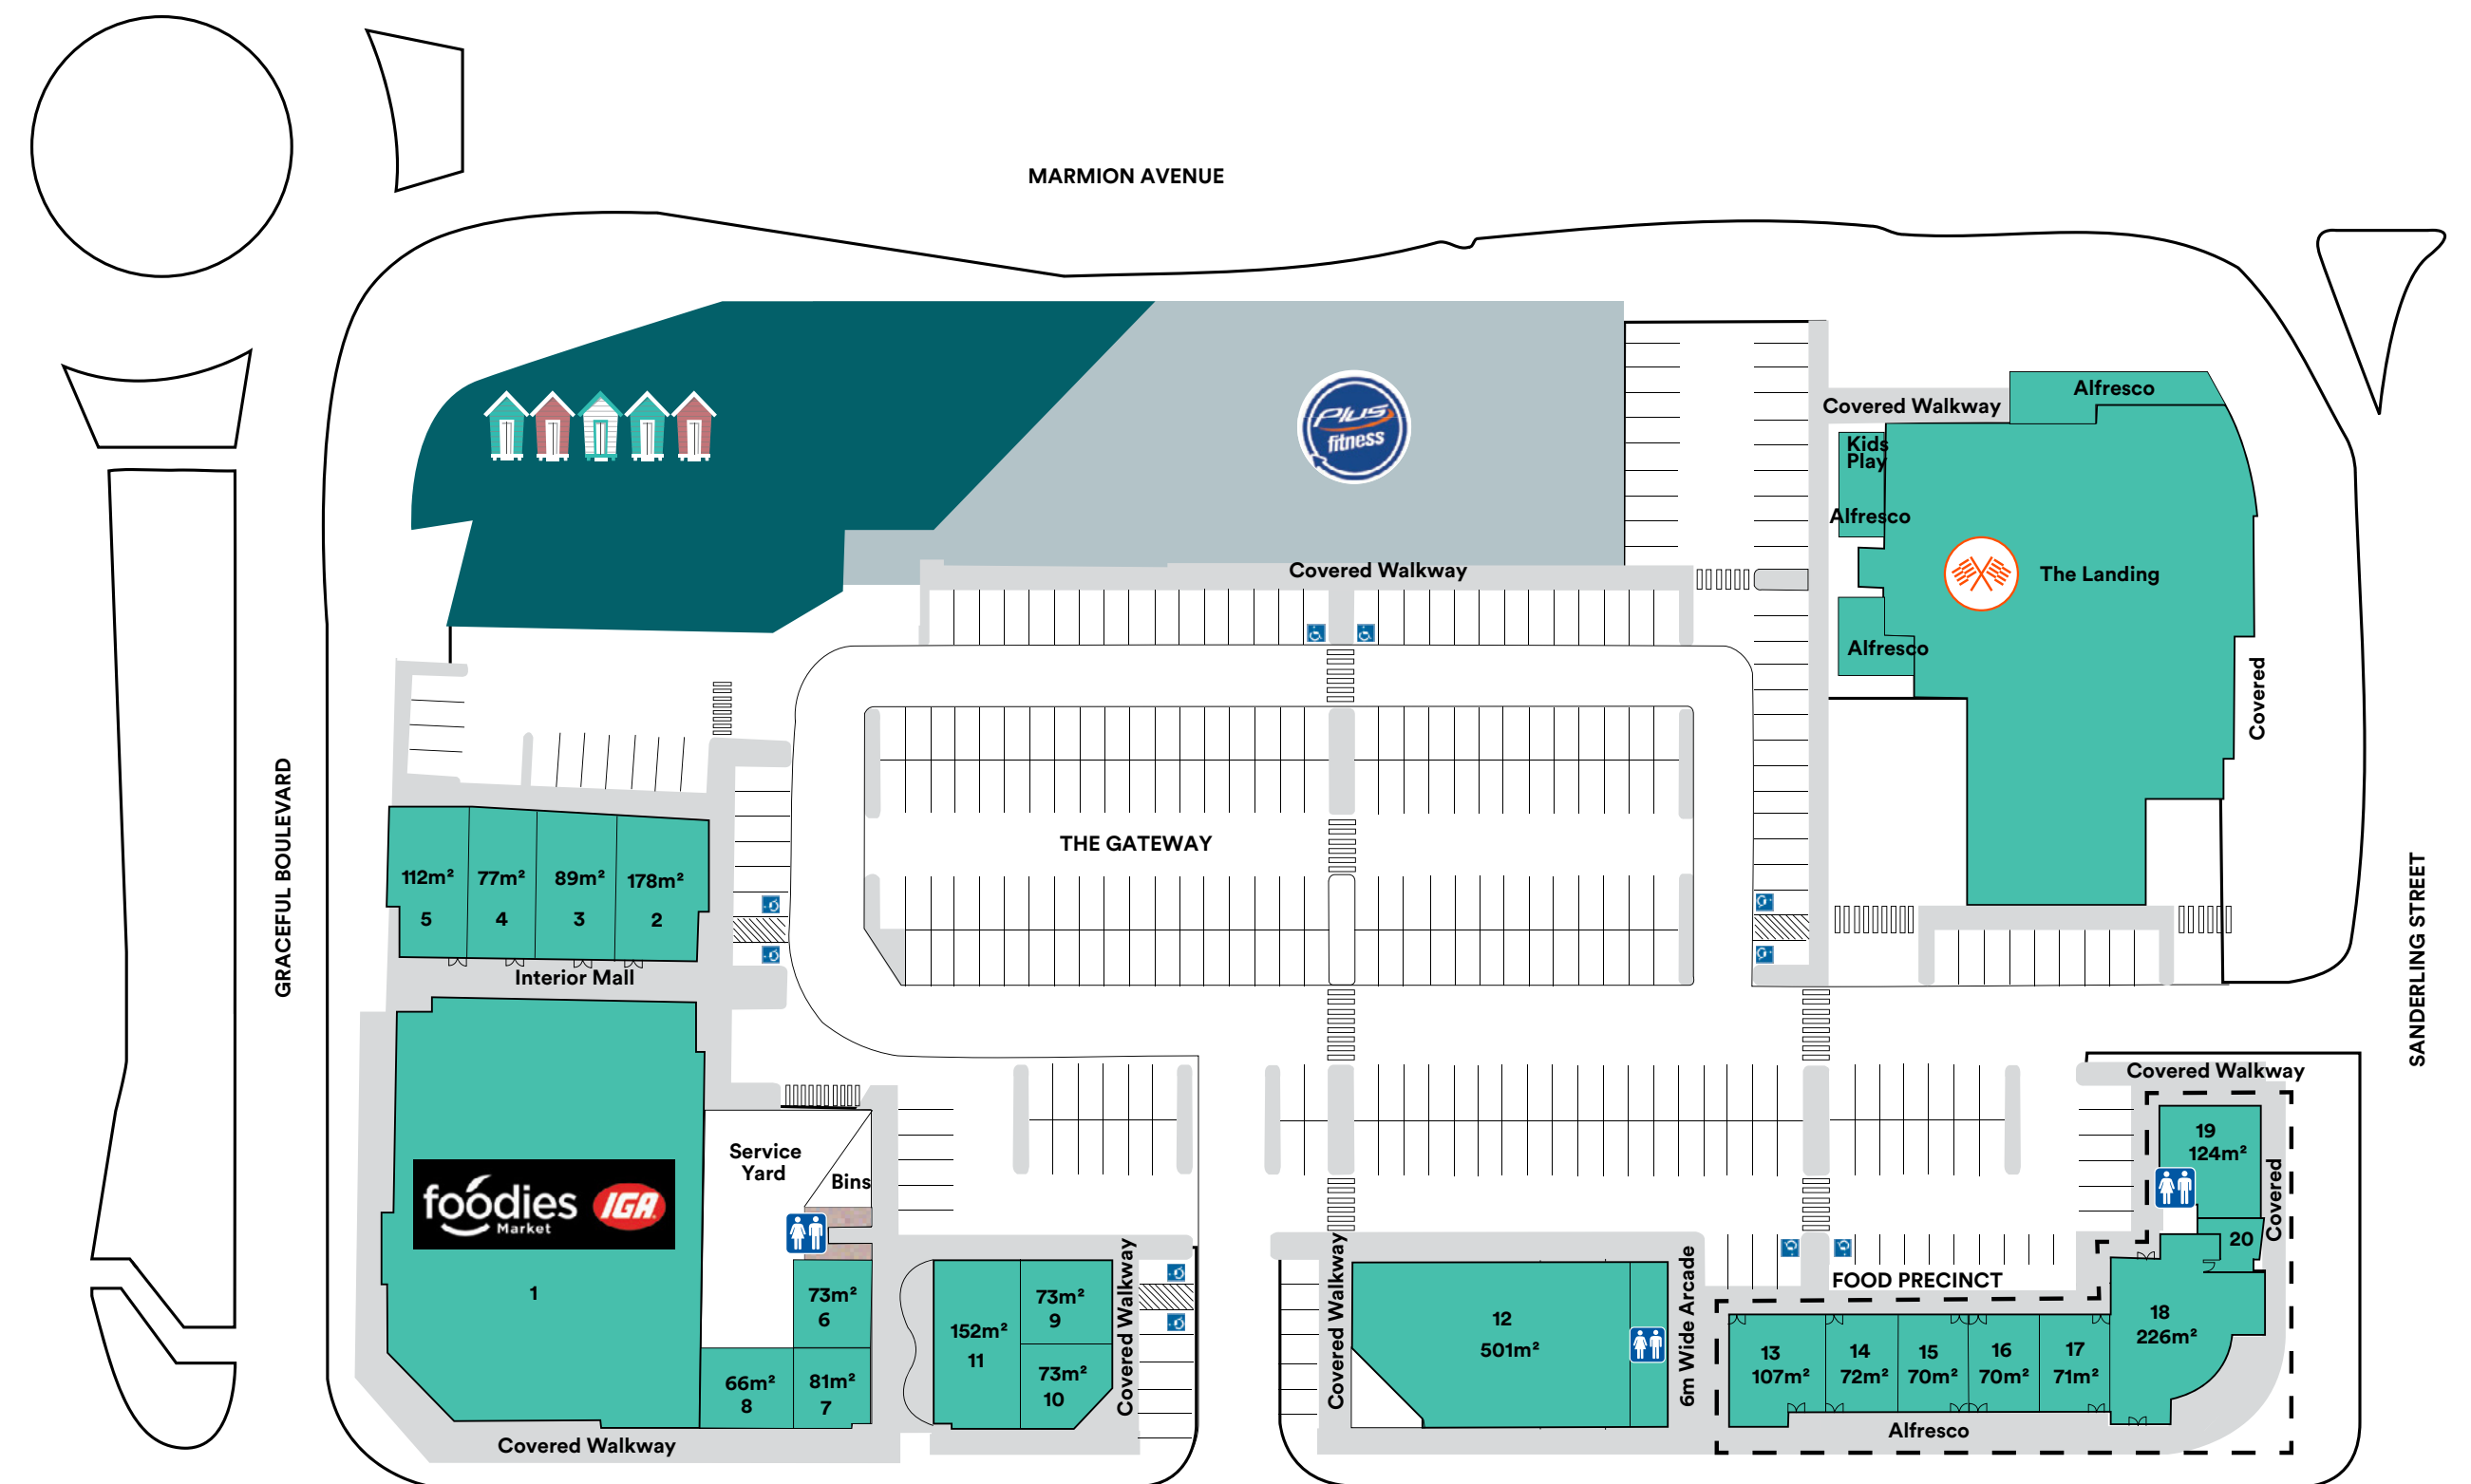 MARMION AVENUE
Alfresco
Covered Walkway
Kids
Play
Alfresco
plus
fitness
Covered Walkway
The Landing
Alfresco
Covered
GRACEFUL BOULEVARD
THE GATEWAY
SANDERLING STREET
112m² 77m² 89m² 178m²
5 4 3 2
Interior Mall
Covered Walkway
Service
Yard
Bins
19
124m²
Covered
foodies
Market
IGA
1
20
73m²
6
Covered Walkway
73m²
9
152m²
11
73m²
10
66m²
8
81m²
7
Covered Walkway
12
501m²
6m Wide Arcade
FOOD PRECINCT
18
226m²
13
107m²
14
72m²
15
70m²
16
70m²
17
71m²
Alfresco
Covered Walkway